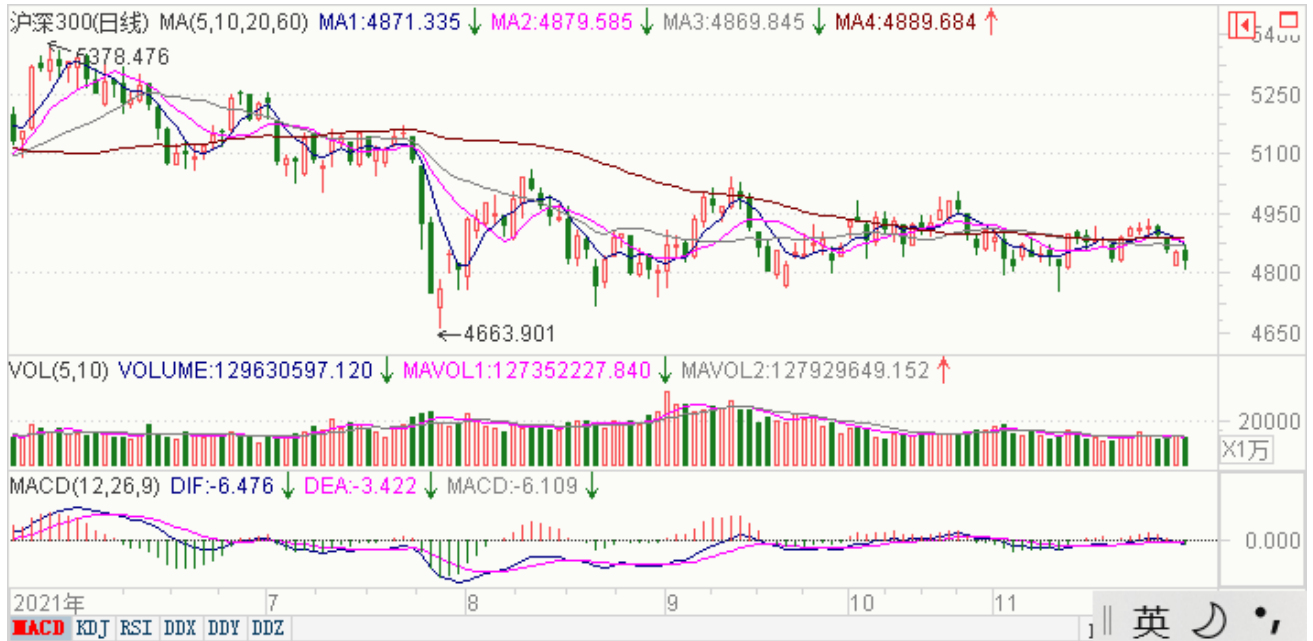 沪深300(日线) MA(5,10,20,60) MA1:4871.335↓ MA2:4879.585↓ MA3:4869.845↓ MA4:4889.684↑
5378.476
5250
5100
4950
4800
4650
←4663.901
VOL(5,10) VOLUME:129630597.120↓ MAVOL1:127352227.840↓ MAVOL2:127929649.152↑
20000
X1万
MACD(12,26,9) DIF:-6.476↓ DEA:-3.422↓ MACD:-6.109↓
0.000
2021年 7 8 9 10 11
MACD KDJ RSI DDX DDY DDZ
英